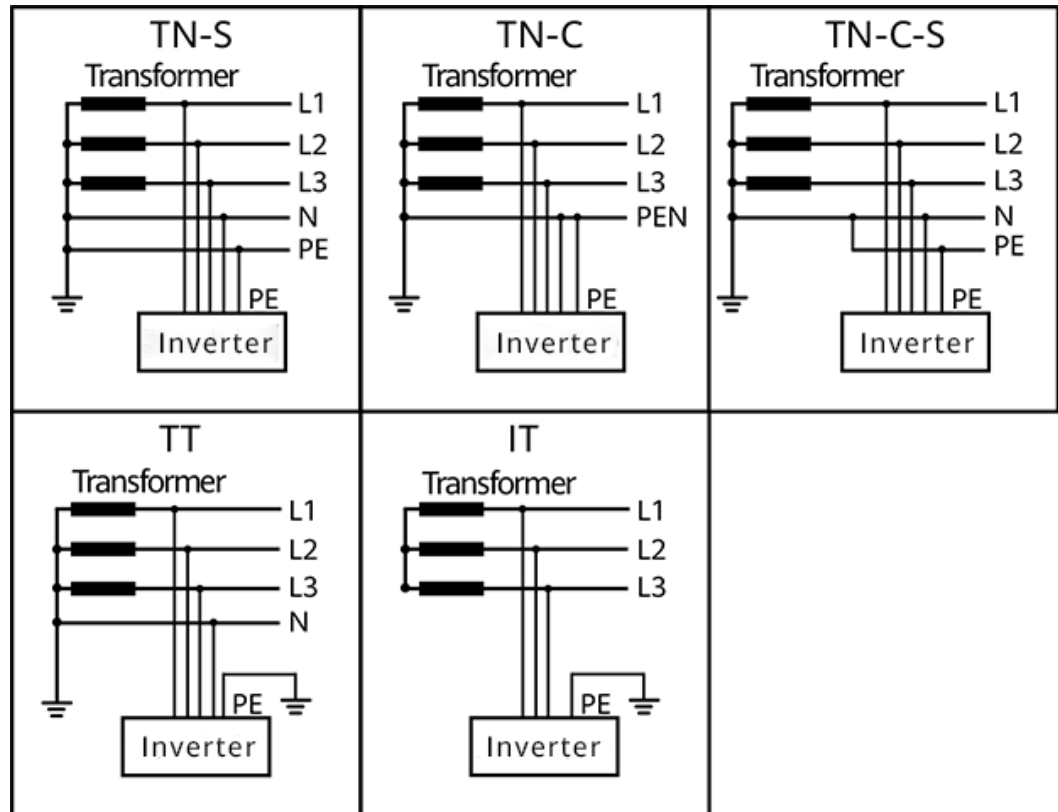 TN-S
Transformer
L1
L2
L3
N
PE
PE
Inverter
TN-C
Transformer
L1
L2
L3
PEN
PE
Inverter
TN-C-S
Transformer
L1
L2
L3
N
PE
PE
Inverter
TT
Transformer
L1
L2
L3
N
PE
Inverter
IT
Transformer
L1
L2
L3
PE
Inverter